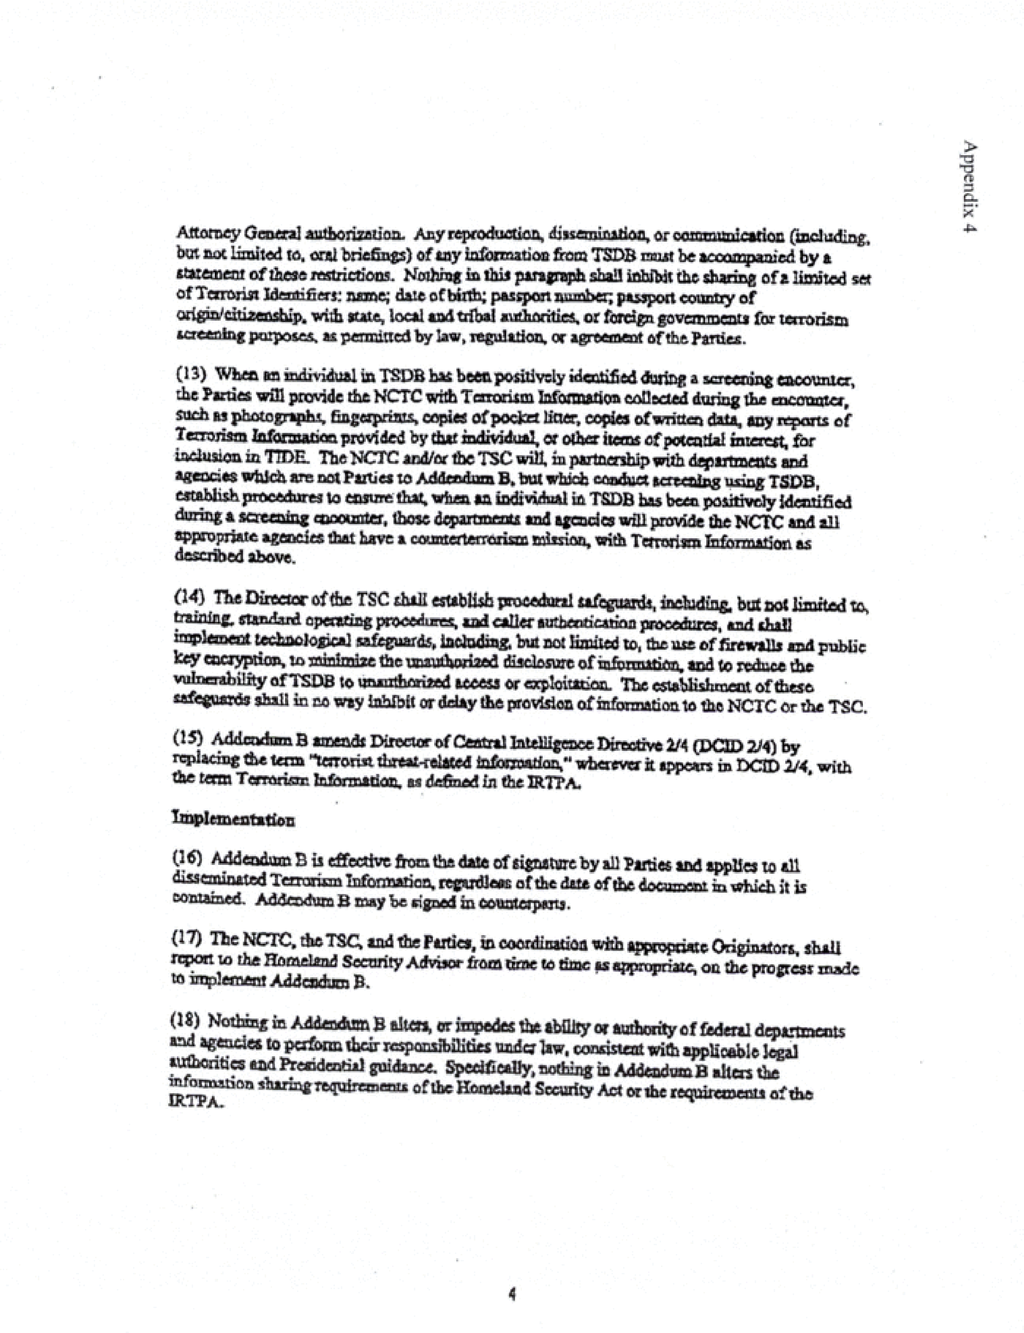 Appendix 4
Attorney General authorization. Any reproduction, dissemination, or communication (including,
but not limited to, oral briefings) of any information from TSDB must be accompanied by a
statement of these restrictions. Nothing in this paragraph shall inhibit the sharing of a limited set
of Terrorist Identifiers: name; date of birth; passport number; passport country of
origin/citizenship, with state, local and tribal authorities, or foreign governments for terrorism
screening purposes, as permitted by law, regulation, or agreement of the Parties.
(13) When an individual in TSDB has been positively identified during a screening encounter,
the Parties will provide the NCTC with Terrorism Information collected during the encounter,
such as photographs, fingerprints, copies of pocket litter, copies of written data, any reports of
Terrorism Information provided by that individual, or other items of potential interest, for
inclusion in TIDE. The NCTC and/or the TSC will, in partnership with departments and
agencies which are not Parties to Addendum B, but which conduct screening using TSDB,
establish procedures to ensure that, when an individual in TSDB has been positively identified
during a screening encounter, those departments and agencies will provide the NCTC and all
appropriate agencies that have a counterterrorism mission, with Terrorism Information as
described above.
(14) The Director of the TSC shall establish procedural safeguards, including, but not limited to,
training, standard operating procedures, and caller authentication procedures, and shall
implement technological safeguards, including, but not limited to, the use of firewalls and public
key encryption, to minimize the unauthorized disclosure of information, and to reduce the
vulnerability of TSDB to unauthorized access or exploitation. The establishment of these
safeguards shall in no way inhibit or delay the provision of information to the NCTC or the TSC.
(15) Addendum B amends Director of Central Intelligence Directive 2/4 (DCID 2/4) by
replacing the term "terrorist threat-related information," wherever it appears in DCID 2/4, with
the term Terrorism Information, as defined in the IRTPA.
Implementation
(16) Addendum B is effective from the date of signature by all Parties and applies to all
disseminated Terrorism Information, regardless of the date of the document in which it is
contained. Addendum B may be signed in counterparts.
(17) The NCTC, the TSC, and the Parties, in coordination with appropriate Originators, shall
report to the Homeland Security Advisor from time to time as appropriate, on the progress made
to implement Addendum B.
(18) Nothing in Addendum B alters, or impedes the ability or authority of federal departments
and agencies to perform their responsibilities under law, consistent with applicable legal
authorities and Presidential guidance. Specifically, nothing in Addendum B alters the
information sharing requirements of the Homeland Security Act or the requirements of the
IRTPA.
4